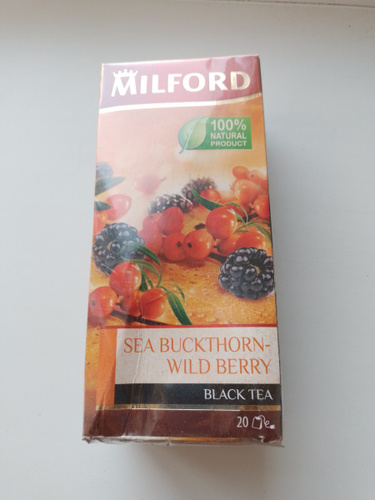 MILFORD
100%
NATURAL
PRODUCT
SEA BUCKTHORN-
WILD BERRY
BLACK TEA
20